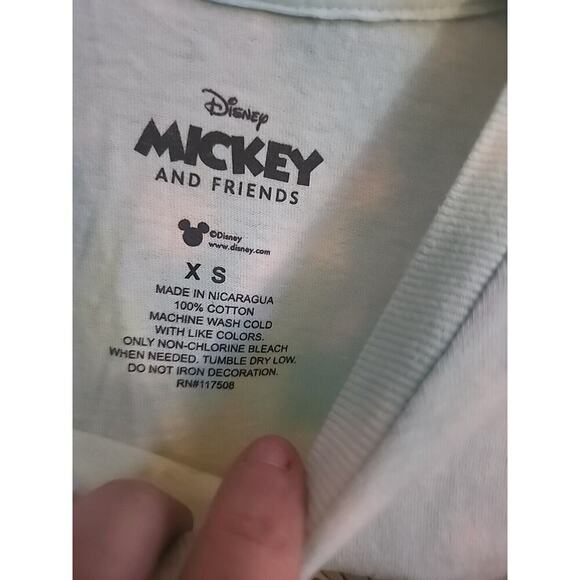 Disney
MICKEY
AND FRIENDS
©Disney
www.disney.com
X S
MADE IN NICARAGUA
100% COTTON
MACHINE WASH COLD
WITH LIKE COLORS.
ONLY NON-CHLORINE BLEACH
WHEN NEEDED. TUMBLE DRY LOW.
DO NOT IRON DECORATION.
RN#117508